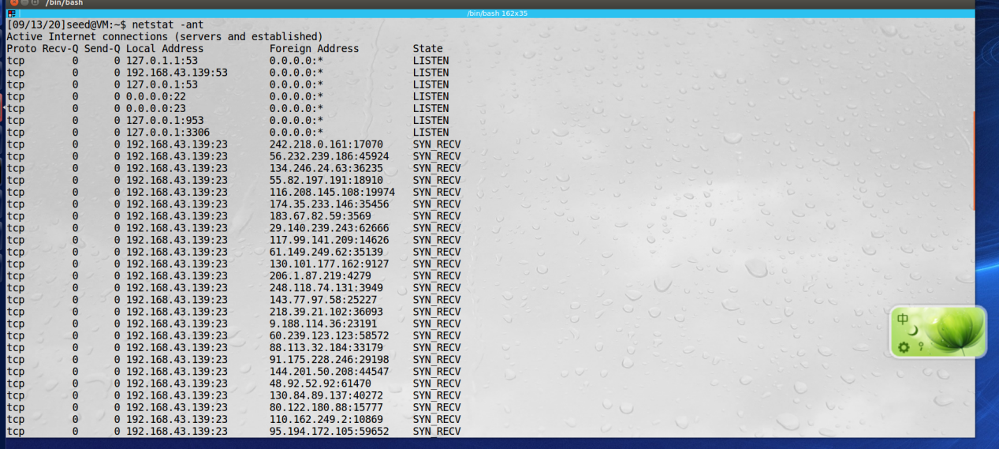 /bin/bash
/bin/bash 162x35
[09/13/20]seed@VM:~$ netstat -ant
Active Internet connections (servers and established)
Proto Recv-Q Send-Q Local Address           Foreign Address         State
tcp        0      0 127.0.1.1:53            0.0.0.0:*               LISTEN
tcp        0      0 192.168.43.139:53       0.0.0.0:*               LISTEN
tcp        0      0 127.0.0.1:53            0.0.0.0:*               LISTEN
tcp        0      0 0.0.0.0:22              0.0.0.0:*               LISTEN
tcp        0      0 0.0.0.0:23              0.0.0.0:*               LISTEN
tcp        0      0 127.0.0.1:953           0.0.0.0:*               LISTEN
tcp        0      0 127.0.0.1:3306          0.0.0.0:*               LISTEN
tcp        0      0 192.168.43.139:23       242.218.0.161:17070     SYN_RECV
tcp        0      0 192.168.43.139:23       56.232.239.186:45924    SYN_RECV
tcp        0      0 192.168.43.139:23       134.246.24.63:36235     SYN_RECV
tcp        0      0 192.168.43.139:23       55.82.197.191:18910     SYN_RECV
tcp        0      0 192.168.43.139:23       116.208.145.108:19974   SYN_RECV
tcp        0      0 192.168.43.139:23       174.35.233.146:35456    SYN_RECV
tcp        0      0 192.168.43.139:23       183.67.82.59:3569       SYN_RECV
tcp        0      0 192.168.43.139:23       29.140.239.243:62666    SYN_RECV
tcp        0      0 192.168.43.139:23       117.99.141.209:14626    SYN_RECV
tcp        0      0 192.168.43.139:23       61.149.249.62:35139     SYN_RECV
tcp        0      0 192.168.43.139:23       130.101.177.162:9127    SYN_RECV
tcp        0      0 192.168.43.139:23       206.1.87.219:4279       SYN_RECV
tcp        0      0 192.168.43.139:23       248.118.74.131:3949     SYN_RECV
tcp        0      0 192.168.43.139:23       143.77.97.58:25227      SYN_RECV
tcp        0      0 192.168.43.139:23       218.39.21.102:36093     SYN_RECV
tcp        0      0 192.168.43.139:23       9.188.114.36:23191      SYN_RECV
tcp        0      0 192.168.43.139:23       60.239.123.123:58572    SYN_RECV
tcp        0      0 192.168.43.139:23       88.113.32.184:33179     SYN_RECV
tcp        0      0 192.168.43.139:23       91.175.228.246:29198    SYN_RECV
tcp        0      0 192.168.43.139:23       144.201.50.208:44547    SYN_RECV
tcp        0      0 192.168.43.139:23       48.92.52.92:61470       SYN_RECV
tcp        0      0 192.168.43.139:23       130.84.89.137:40272     SYN_RECV
tcp        0      0 192.168.43.139:23       80.122.180.88:15777     SYN_RECV
tcp        0      0 192.168.43.139:23       110.162.249.2:10869     SYN_RECV
tcp        0      0 192.168.43.139:23       95.194.172.105:59652    SYN_RECV
中